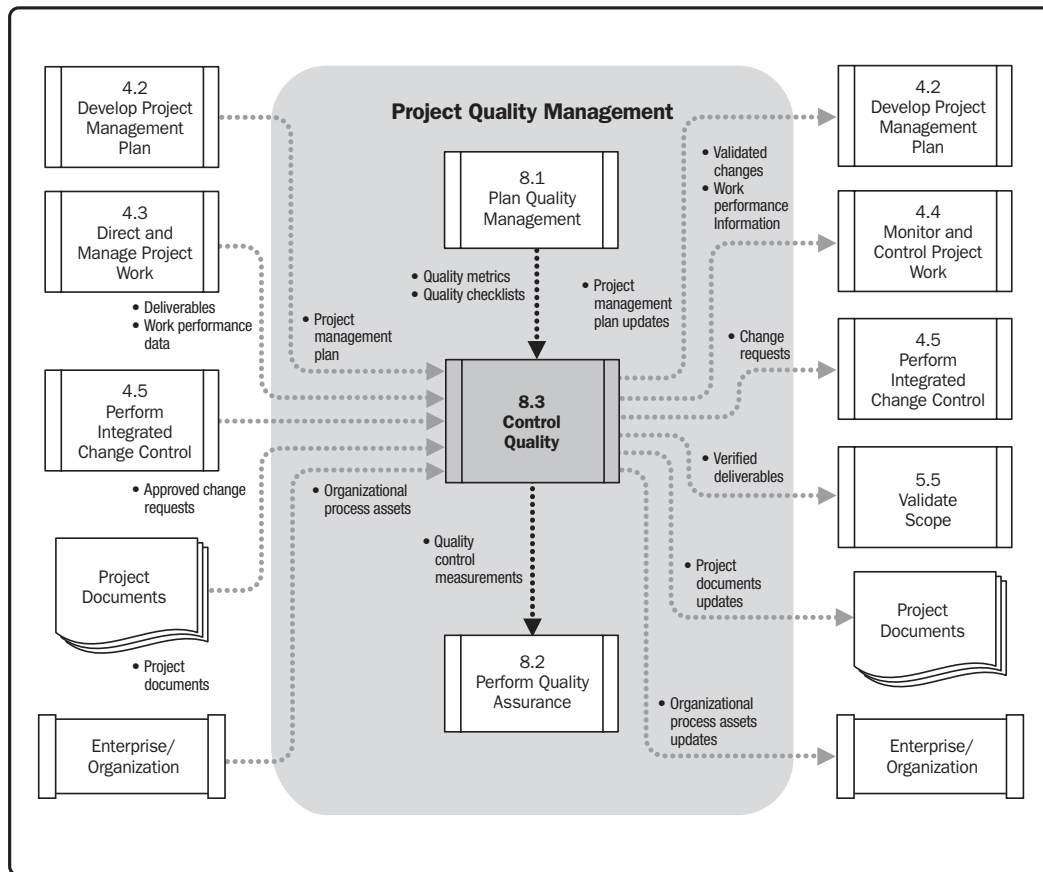 Project Quality Management
4.2
Develop Project
Management
Plan
4.3
Direct and
Manage Project
Work
• Deliverables
• Work performance
data
4.5
Perform
Integrated
Change Control
• Approved change
requests
Project
Documents
• Project
documents
Enterprise/
Organization
• Project
management
plan
• Organizational
process assets
8.1
Plan Quality
Management
• Quality metrics
• Quality checklists
8.3
Control
Quality
• Quality
control
measurements
8.2
Perform Quality
Assurance
• Validated
changes
• Work
performance
Information
• Project
management
plan updates
• Change
requests
• Verified
deliverables
• Project
documents
updates
• Organizational
process assets
updates
4.2
Develop Project
Management
Plan
4.4
Monitor and
Control Project
Work
4.5
Perform
Integrated
Change Control
5.5
Validate
Scope
Project
Documents
Enterprise/
Organization